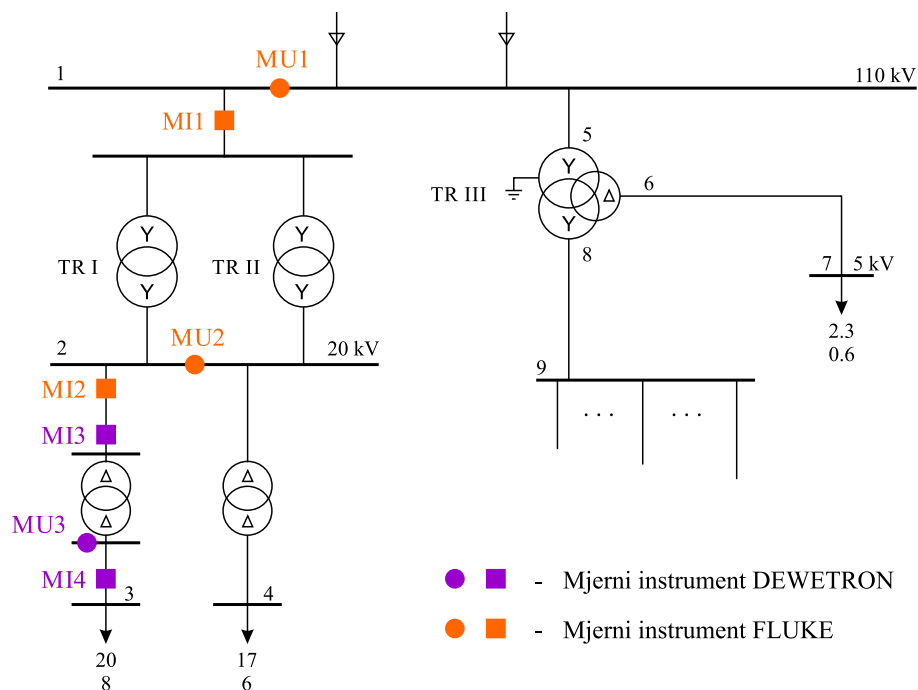 MU1
1
110 kV
MI1
5
Y
TR III
Δ
6
Y
8
Y
Y
TR I
TR II
Y
Y
7
5 kV
2.3
0.6
MU2
2
20 kV
9
MI2
. . .
. . .
MI3
Δ
Δ
Δ
Δ
MU3
MI4
3
4
20
8
17
6
- Mjerni instrument DEWETRON
- Mjerni instrument FLUKE